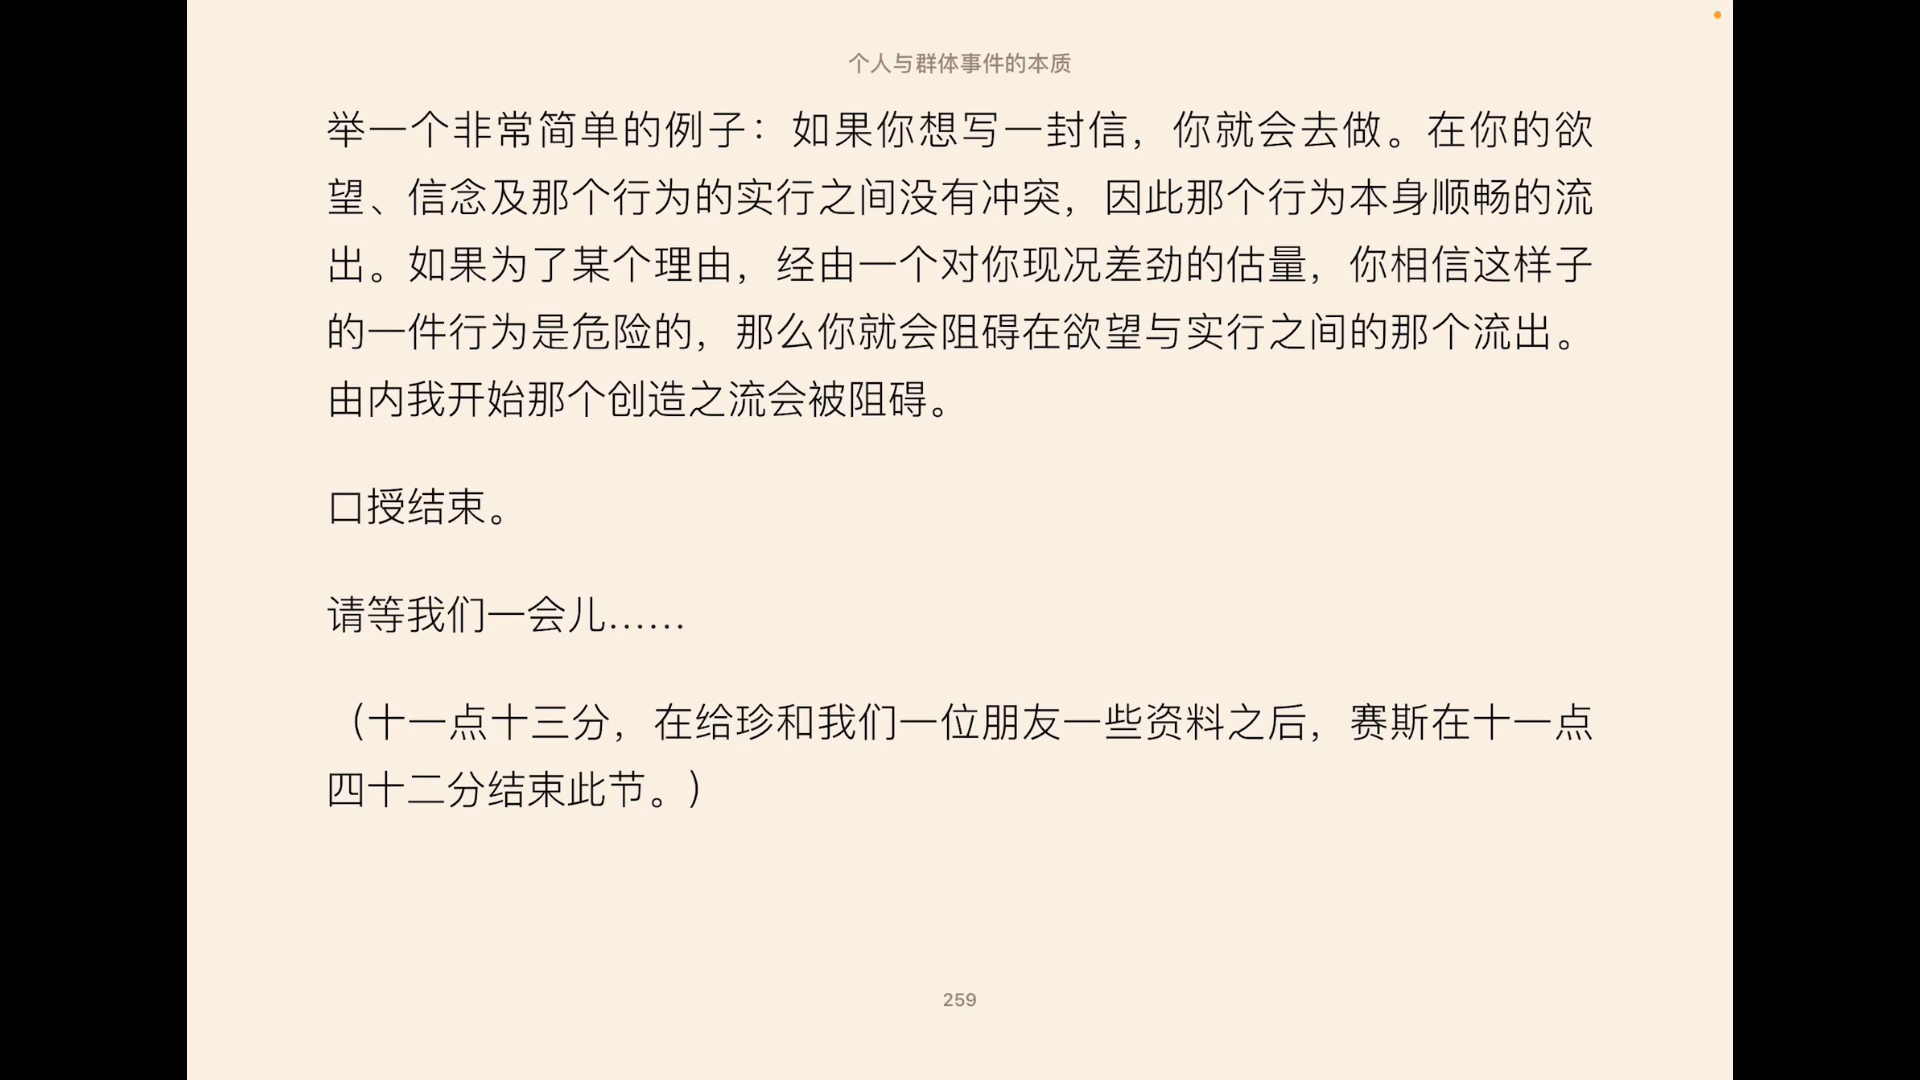 个人与群体事件的本质
举一个非常简单的例子：如果你想写一封信，你就会去做。在你的欲
望、信念及那个行为的实行之间没有冲突，因此那个行为本身顺畅的流
出。如果为了某个理由，经由一个对你现况差劲的估量，你相信这样子
的一件行为是危险的，那么你就会阻碍在欲望与实行之间的那个流出。
由内我开始那个创造之流会被阻碍。
口授结束。
请等我们一会儿……
（十一点十三分，在给珍和我们一位朋友一些资料之后，赛斯在十一点
四十二分结束此节。）
259